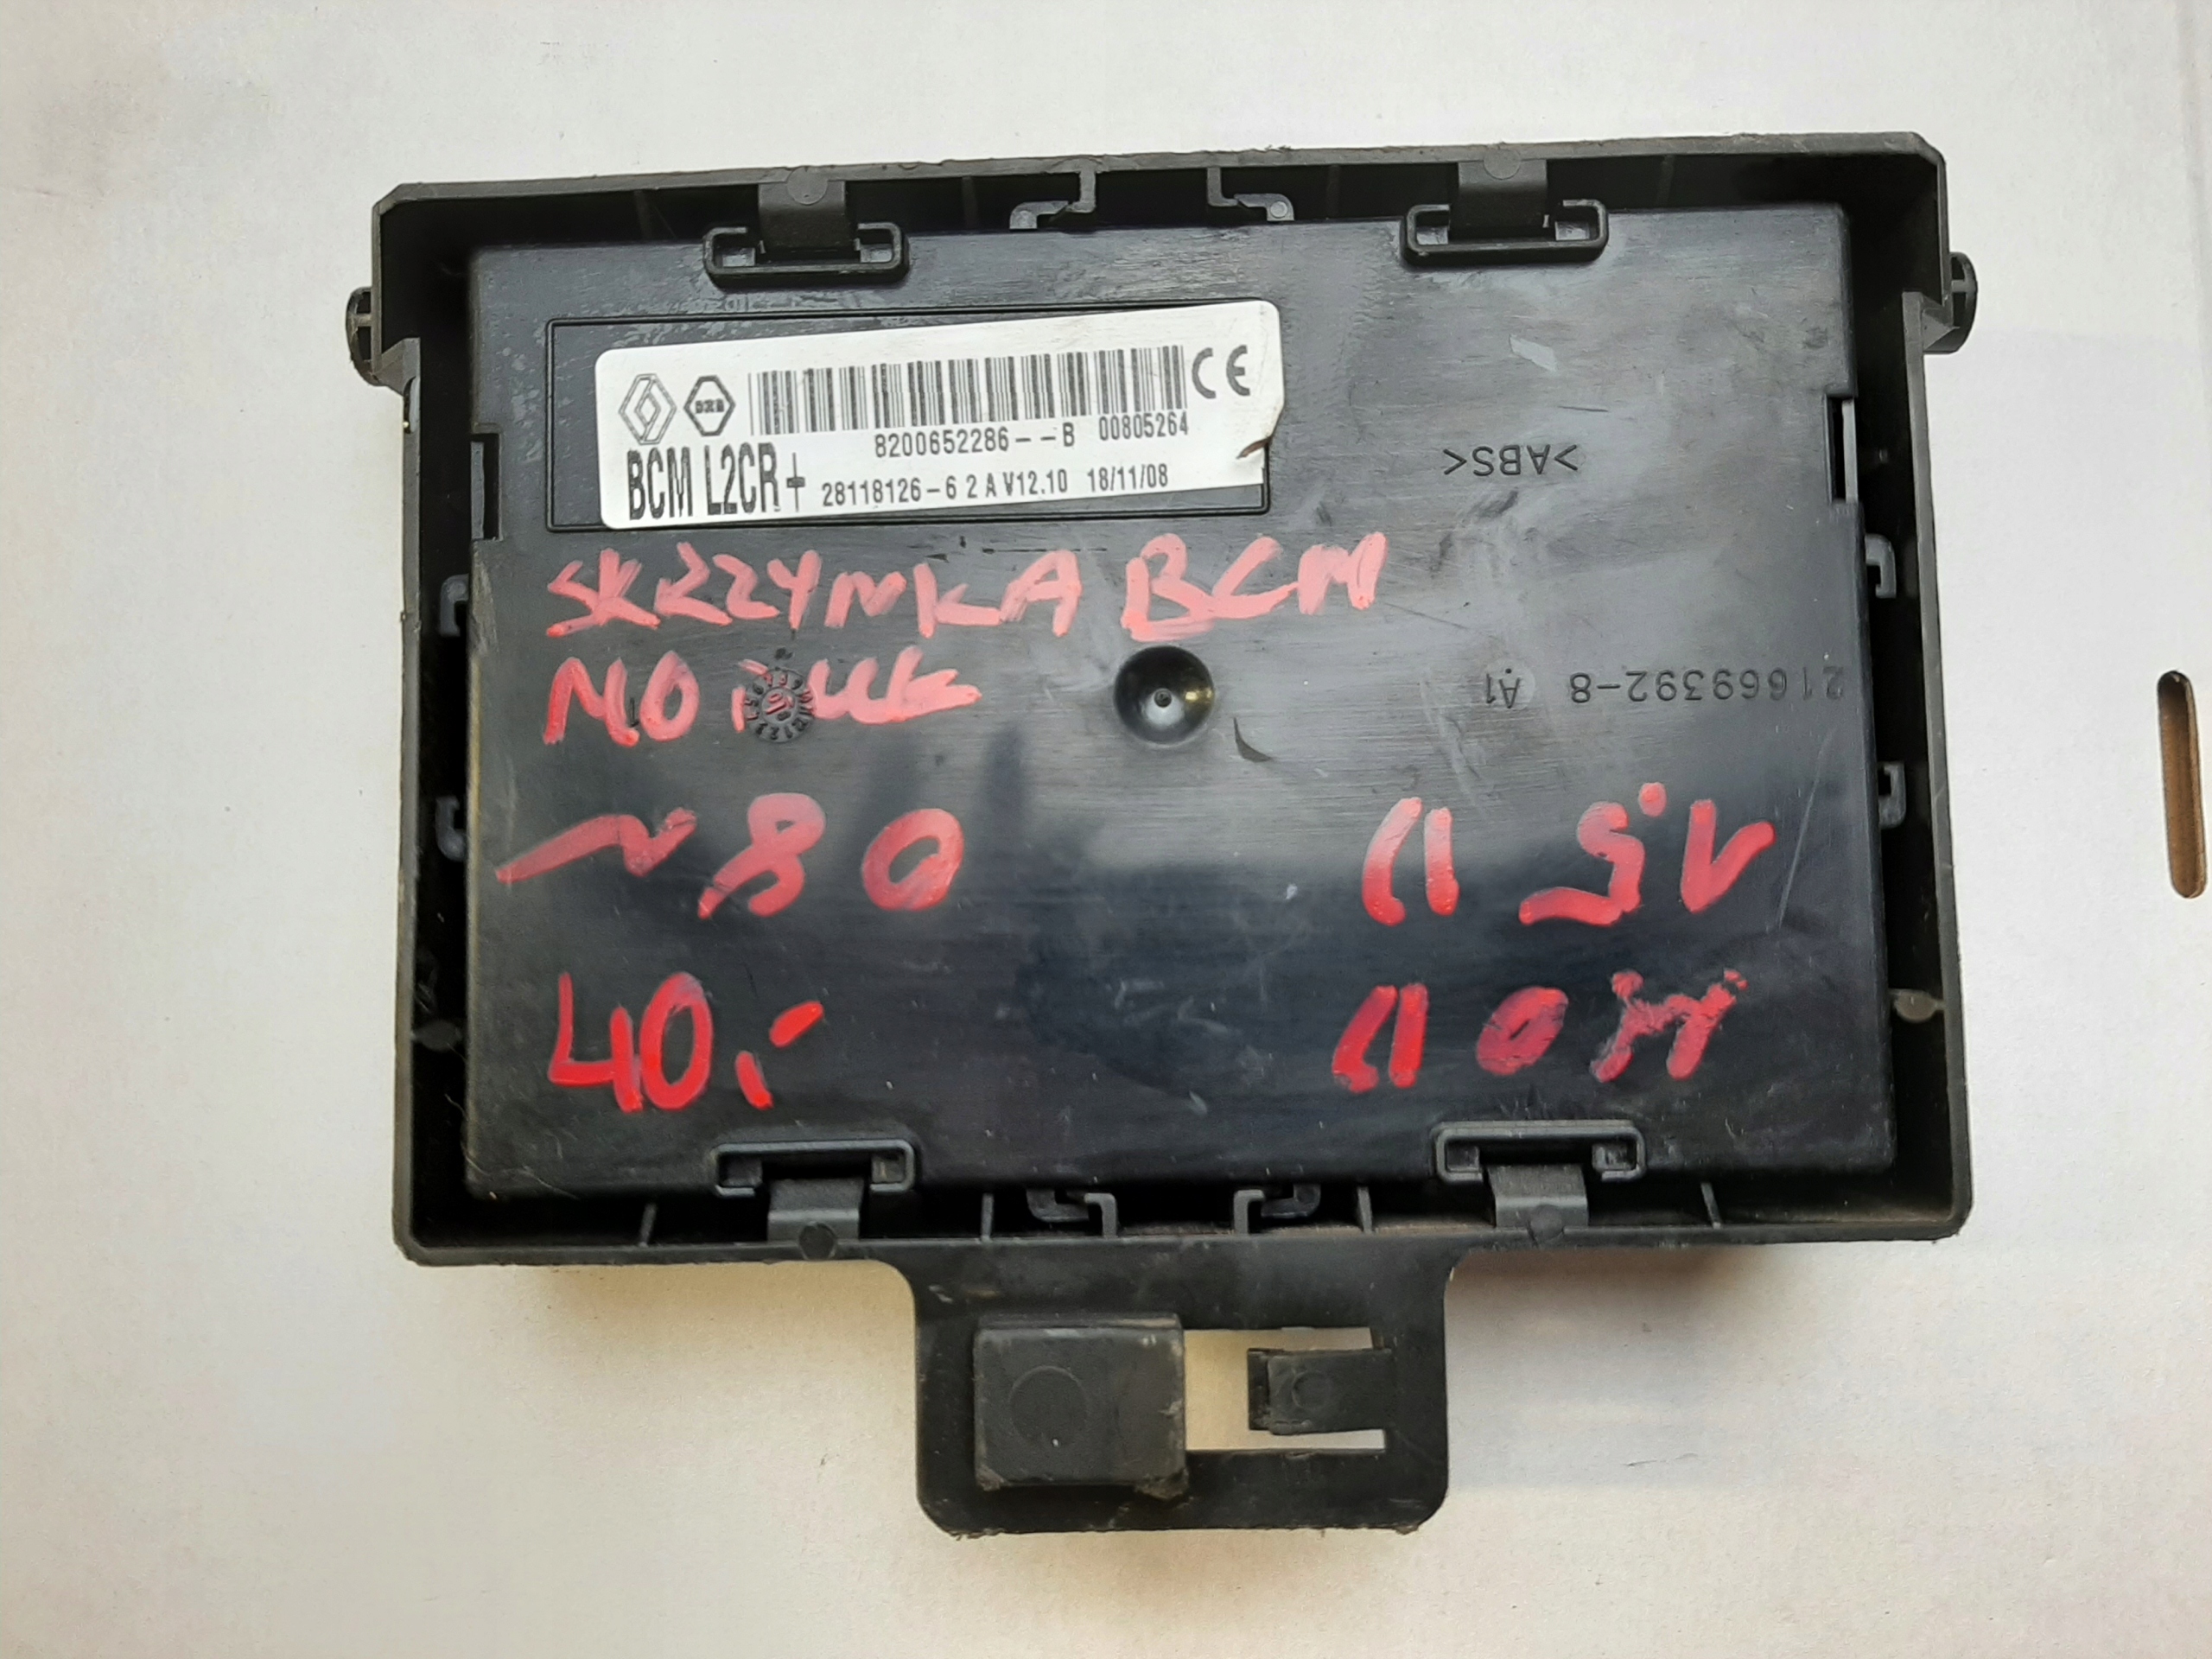 8200652286--B 00805264
BCM L2CR+ 28118126-6 2 A V12.10 18/11/08
>ABS<
SKRZYNKA BCM
21669392-8 A1
~80
40,-